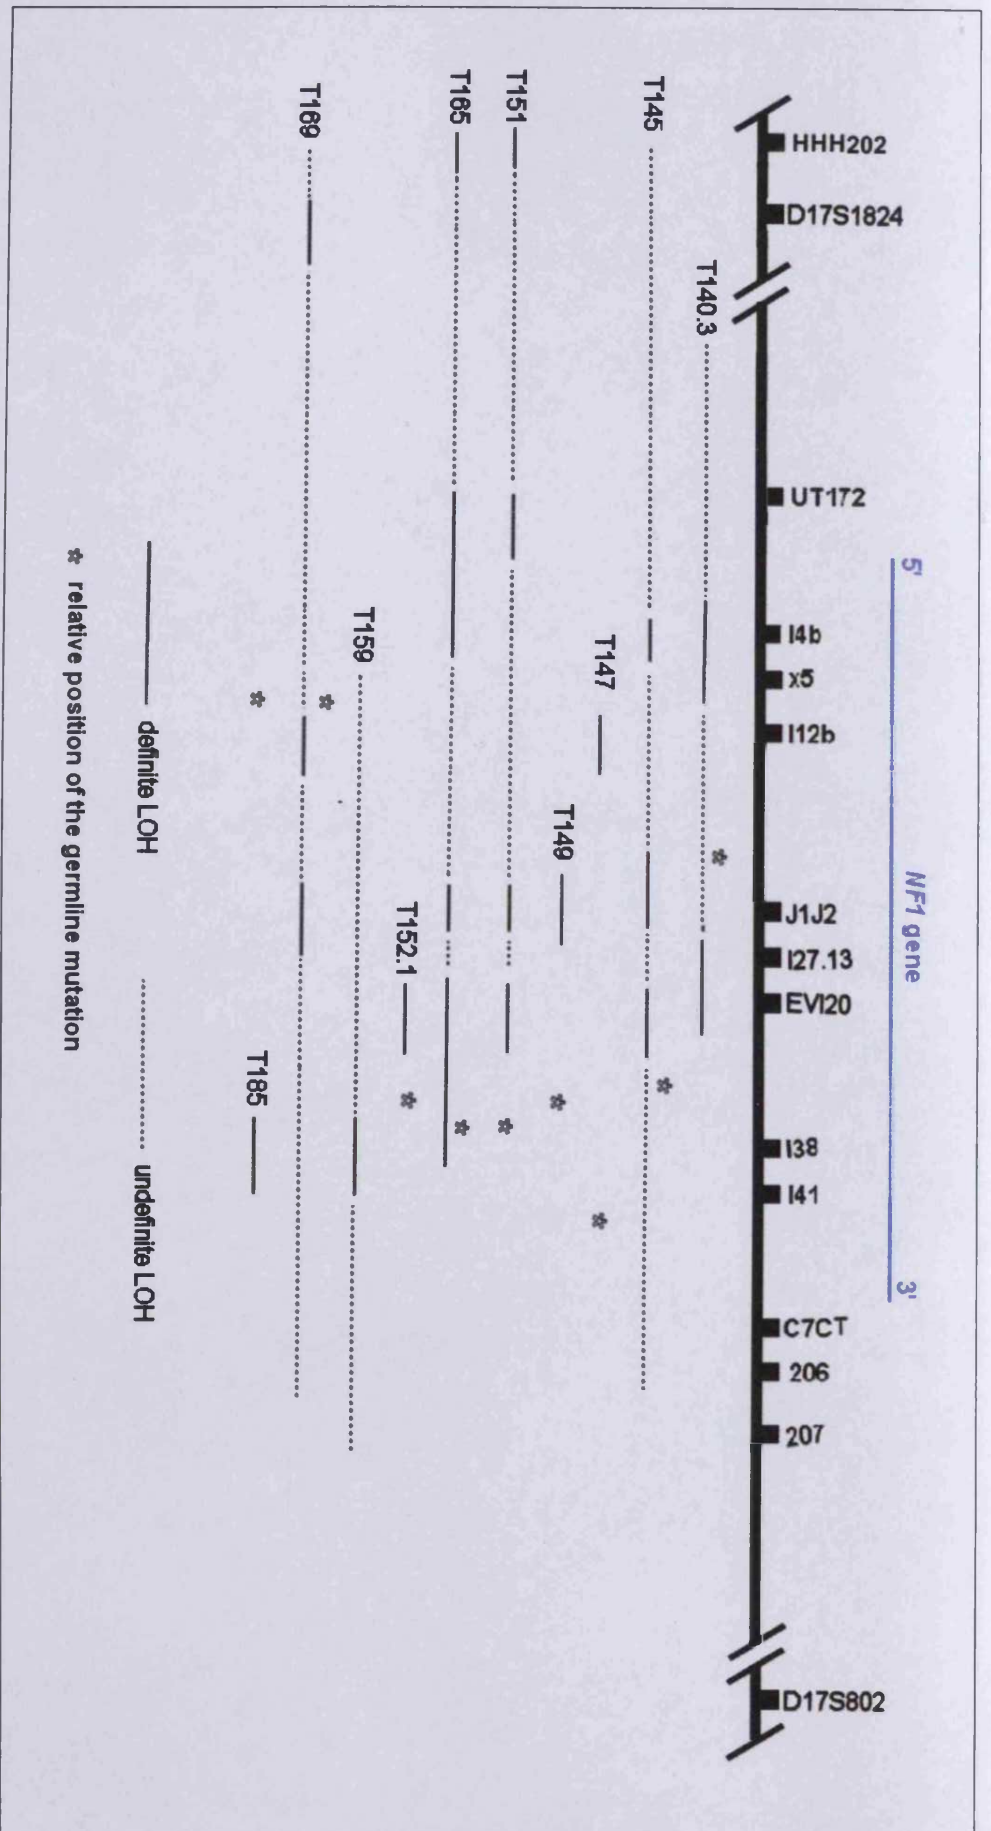 5' NF1 gene 3'
HHH202
D17S1824
UT172
I4b
x5
I12b
J1J2
I27.13
EVI20
I38
I41
C7CT
206
207
D17S802
T140.3
*
T145
*
T147
*
T149
*
T151
*
T165
*
T152.1
*
T159
*
T169
*
T185
definite LOH
undefinite LOH
* relative position of the germline mutation